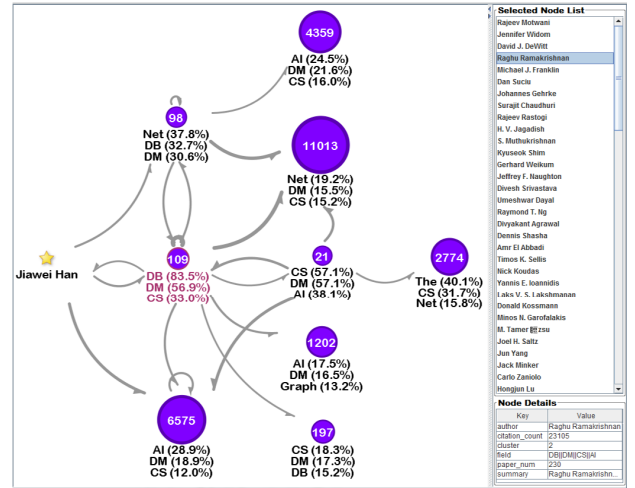 4359
AI (24.5%)
DM (21.6%)
CS (16.0%)
98
Net (37.8%)
DB (32.7%)
DM (30.6%)
11013
Net (19.2%)
DM (15.5%)
CS (15.2%)
Jiawei Han
109
DB (83.5%)
DM (56.9%)
CS (33.0%)
21
CS (57.1%)
DM (57.1%)
AI (38.1%)
2774
The (40.1%)
CS (31.7%)
Net (15.8%)
1202
AI (17.5%)
DM (16.5%)
Graph (13.2%)
6575
AI (28.9%)
DM (18.9%)
CS (12.0%)
197
CS (18.3%)
DM (17.3%)
DB (15.2%)
Selected Node List
Rajeev Motwani
Jennifer Widom
David J. DeWitt
Raghu Ramakrishnan
Michael J. Franklin
Dan Suciu
Johannes Gehrke
Surajit Chaudhuri
Rajeev Rastogi
H. V. Jagadish
S. Muthukrishnan
Kyuseok Shim
Gerhard Weikum
Jeffrey F. Naughton
Divesh Srivastava
Umeshwar Dayal
Raymond T. Ng
Divyakant Agrawal
Dennis Shasha
Amr El Abbadi
Timos K. Sellis
Nick Koudas
Yannis E. Ioannidis
Laks V. S. Lakshmanan
Donald Kossmann
Minos N. Garofalakis
M. Tamer zsu
Joel H. Saltz
Jun Yang
Jack Minker
Carlo Zaniolo
Hongjun Lu
Node Details
Key Value
author Raghu Ramakrishnan
citation_count 23105
cluster 2
field DB||DM||CS||AI
paper_num 230
summary Raghu Ramakrishn...